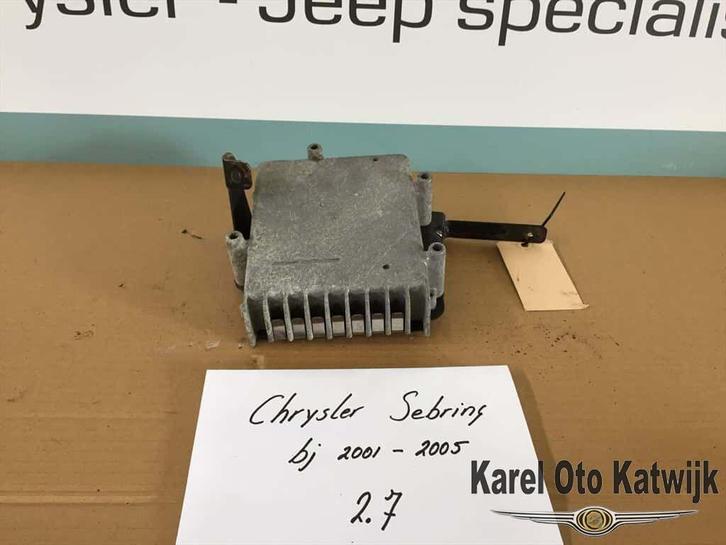 ysler - Jeep specialis
Chrysler Sebring
bj 2001 - 2005
2.7
Karel Oto Katwijk